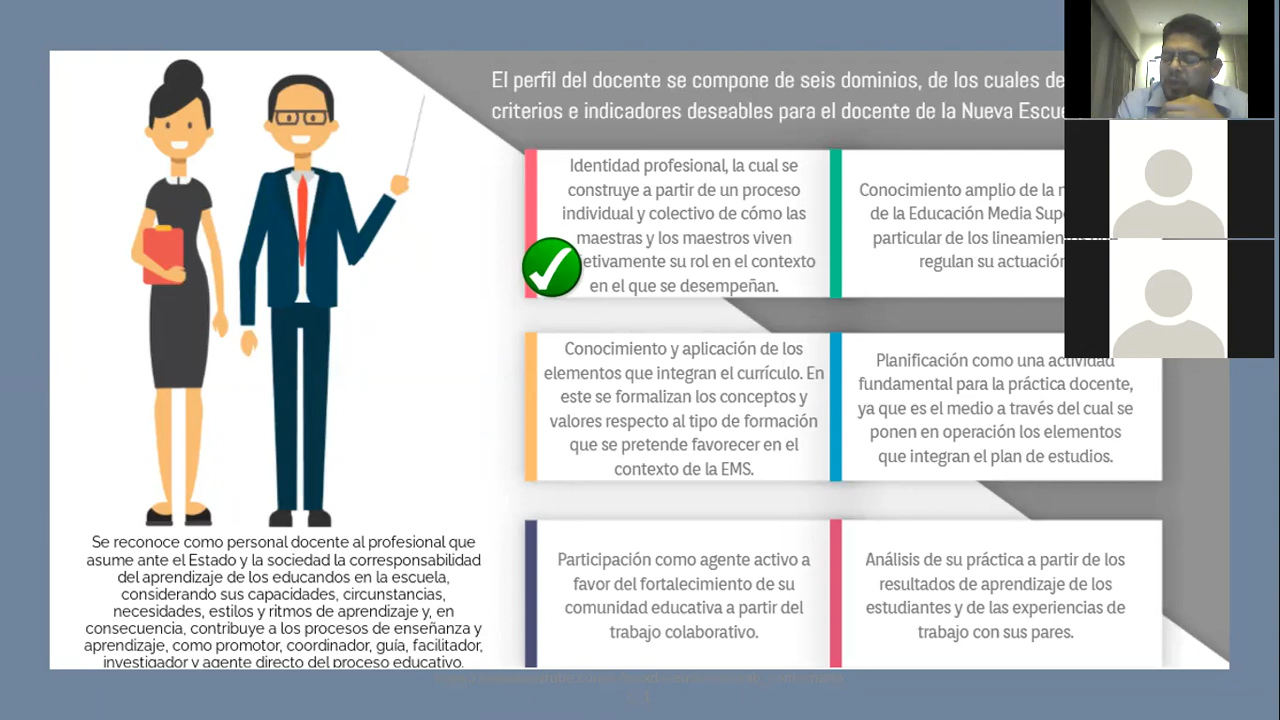 El perfil del docente se compone de seis dominios, de los cuales
criterios e indicadores deseables para el docente de la Nueva
Identidad profesional, la cual se
construye a partir de un proceso
individual y colectivo de cómo las
maestras y los maestros viven
su rol en el contexto
en el que se desempeñan.
Conocimiento amplio de la
de la Educación Media
particular de los
regulan su actuación
Conocimiento y aplicación de los
elementos que integran el currículo. En
este se formalizan los conceptos y
valores respecto al tipo de formación
que se pretende favorecer en el
contexto de la EMS.
Planificación como una actividad
fundamental para la práctica docente,
ya que es el medio a través del cual se
ponen en operación los elementos
que integran el plan de estudios.
Participación como agente activo a
favor del fortalecimiento de su
comunidad educativa a partir del
trabajo colaborativo.
Análisis de su práctica a partir de los
resultados de aprendizaje de los
estudiantes y de las experiencias de
trabajo con sus pares.
Se reconoce como personal docente al profesional que
asume ante el Estado y la sociedad la corresponsabilidad
del aprendizaje de los educandos en la escuela,
considerando sus capacidades, circunstancias,
necesidades, estilos y ritmos de aprendizaje y, en
consecuencia, contribuye a los procesos de enseñanza y
aprendizaje, como promotor, coordinador, guía, facilitador,
investigador y agente directo del proceso educativo.